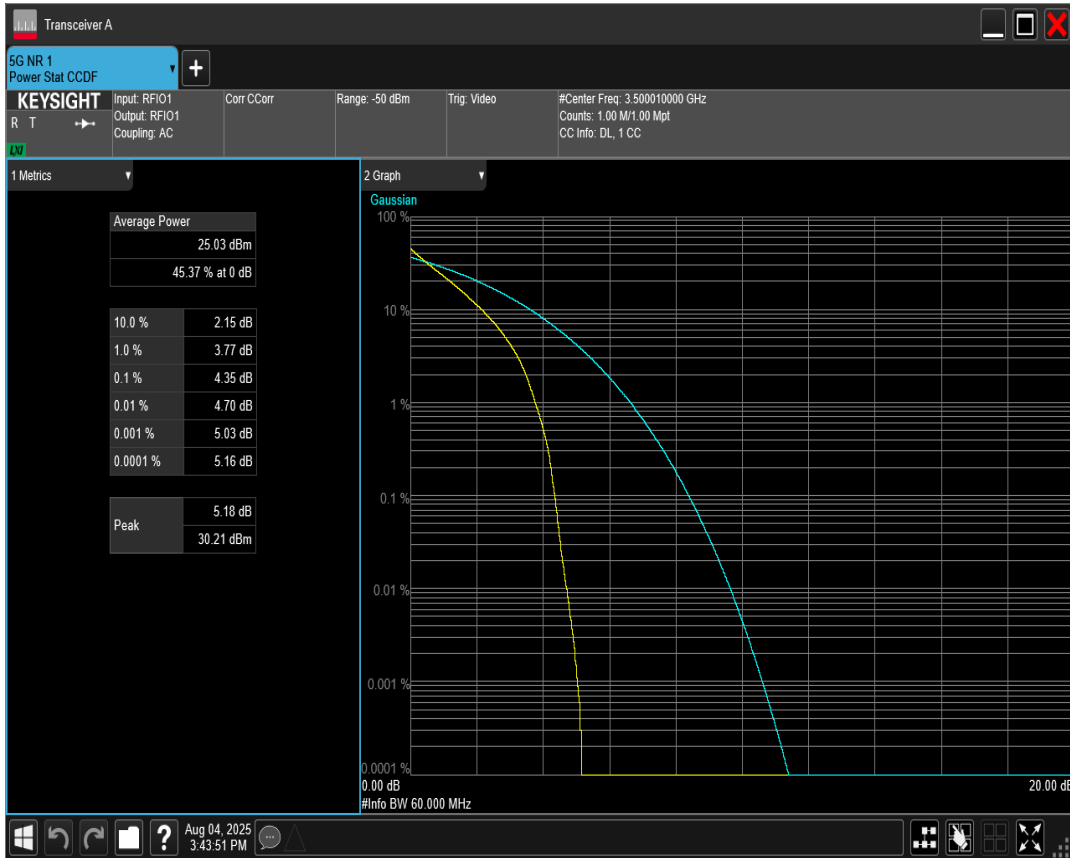 Transceiver A
5G NR 1
Power Stat CCDF
KEYSIGHT
R T
LXI
Input: RFIO1
Output: RFIO1
Coupling: AC
Corr CCorr
Range: -50 dBm
Trig: Video
#Center Freq: 3.500010000 GHz
Counts: 1.00 M/1.00 Mpt
CC Info: DL, 1 CC
1 Metrics
Average Power
25.03 dBm
45.37 % at 0 dB
10.0 % 2.15 dB
1.0 % 3.77 dB
0.1 % 4.35 dB
0.01 % 4.70 dB
0.001 % 5.03 dB
0.0001 % 5.16 dB
Peak
5.18 dB
30.21 dBm
2 Graph
Gaussian
100 %
10 %
1 %
0.1 %
0.01 %
0.001 %
0.0001 %
0.00 dB
20.00 dB
#Info BW 60.000 MHz
?
Aug 04, 2025
3:43:51 PM